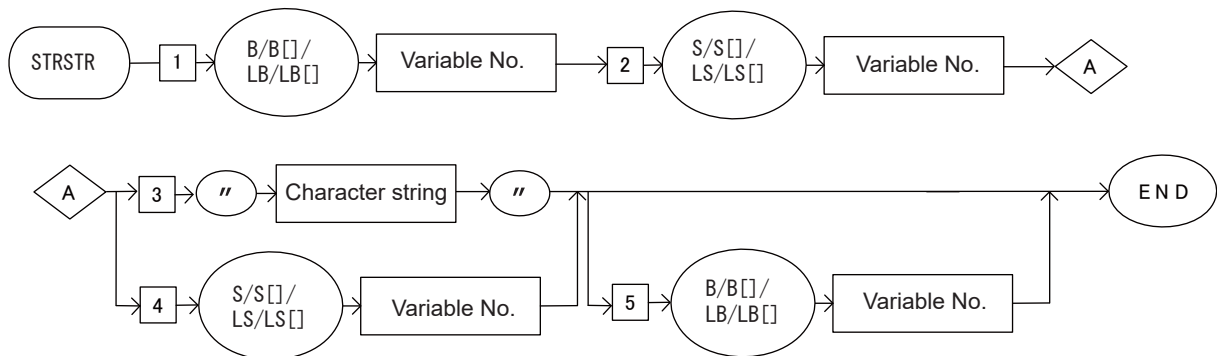 STRSTR
1
B/B[]/
LB/LB[]
Variable No.
2
S/S[]/
LS/LS[]
Variable No.
A
A
3
〃
Character string
〃
END
4
S/S[]/
LS/LS[]
Variable No.
5
B/B[]/
LB/LB[]
Variable No.